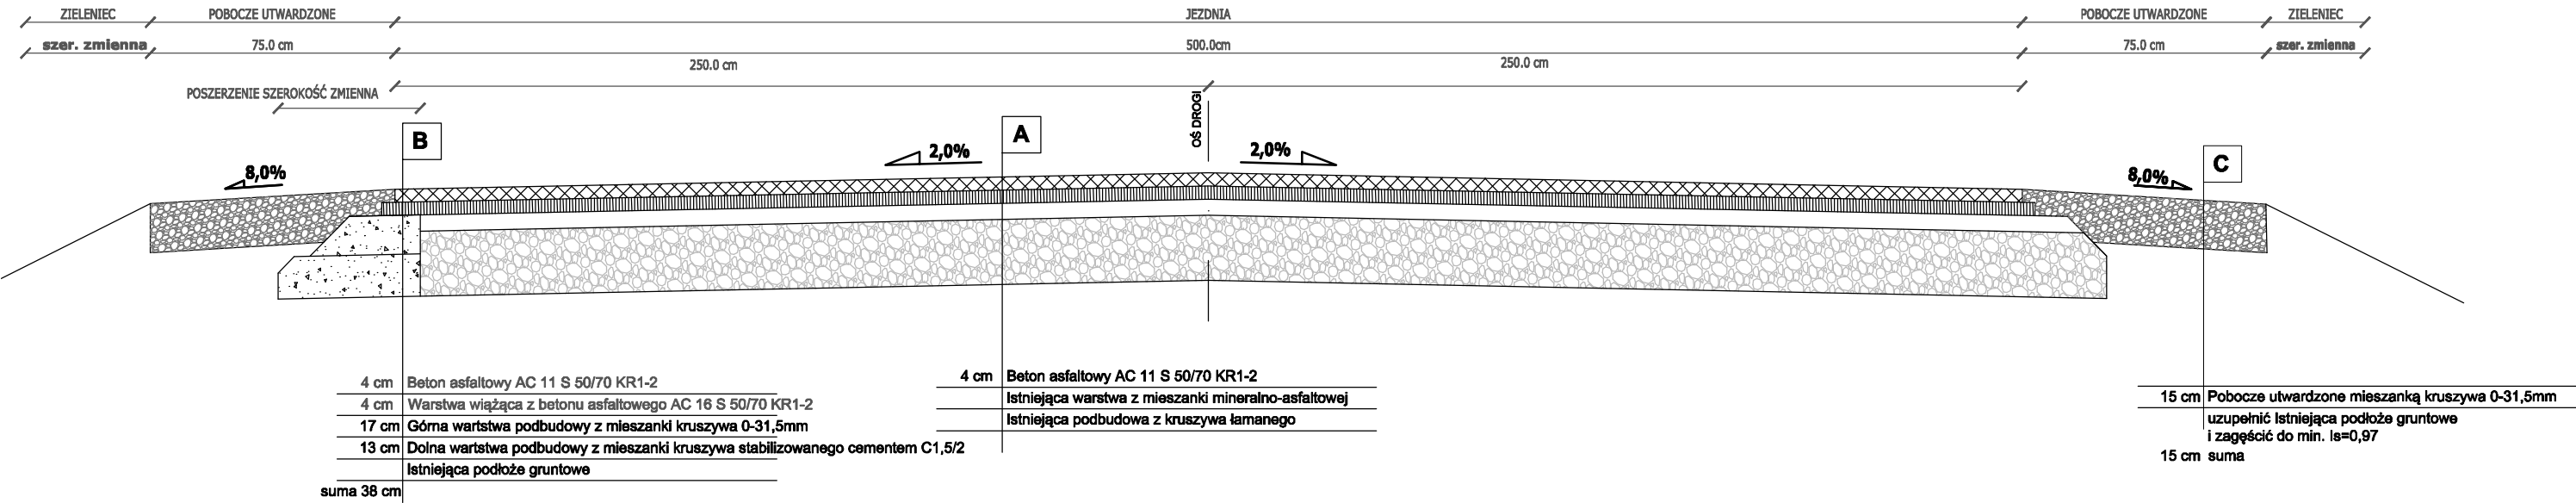 ZIELENIEC POBOCZE UTWARDZONE JEZDNIA POBOCZE UTWARDZONE ZIELENIEC
szer. zmienna 75.0 cm 500.0cm 75.0 cm szer. zmienna
250.0 cm 250.0 cm
POSZERZENIE SZEROKOŚĆ ZMIENNA
OŚ DROGI
B
A
C
8,0%
2,0%
2,0%
8,0%
4 cm Beton asfaltowy AC 11 S 50/70 KR1-2
4 cm Warstwa wiążąca z betonu asfaltowego AC 16 S 50/70 KR1-2
17 cm Górna wartstwa podbudowy z mieszanki kruszywa 0-31,5mm
13 cm Dolna wartstwa podbudowy z mieszanki kruszywa stabilizowanego cementem C1,5/2
Istniejąca podłoże gruntowe
suma 38 cm
4 cm Beton asfaltowy AC 11 S 50/70 KR1-2
Istniejąca warstwa z mieszanki mineralno-asfaltowej
Istniejąca podbudowa z kruszywa łamanego
15 cm Pobocze utwardzone mieszanką kruszywa 0-31,5mm
uzupełnić Istniejąca podłoże gruntowe
i zagęścić do min. Is=0,97
15 cm suma